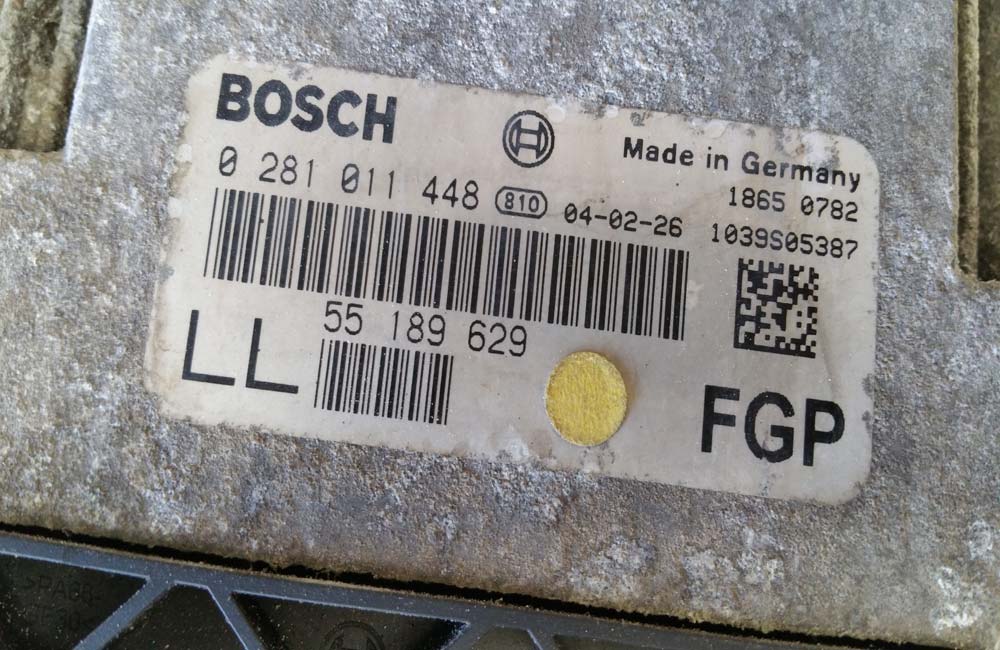 BOSCH
Made in Germany
0 281 011 448 810 04-02-26
1865 0782
1039S05387
55 189 629
LL
FGP